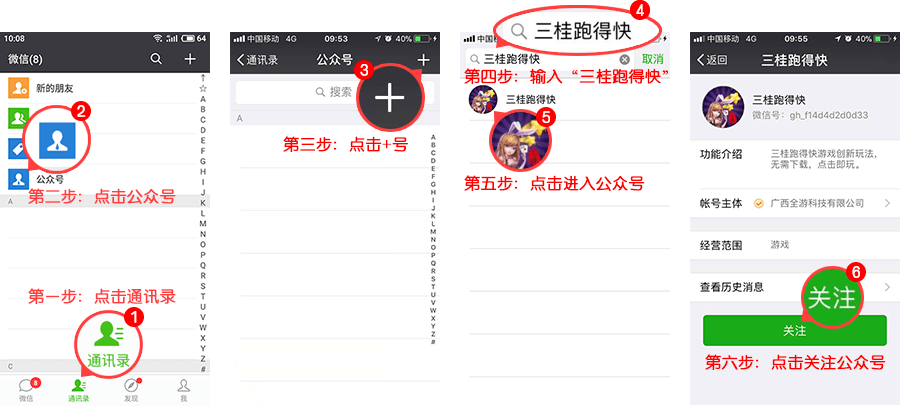 10:08
64
微信(8)
新的朋友
2
公众号
第二步：点击公众号
A
第一步：点击通讯录
1
通讯录
C
8
微信
通讯录
发现
我
☆
A
B
C
D
E
F
G
H
I
J
K
L
M
N
O
P
Q
R
S
T
U
V
W
X
Y
Z
#
中国移动 4G
09:53
40%
通讯录
公众号
3
搜索
A
第三步：点击+号
A
B
C
D
E
F
G
H
I
J
K
L
M
N
O
P
Q
R
S
T
U
V
W
X
Y
Z
#
4
三桂跑得快
中国移动
三桂跑得快
取消
第四步：输入“三桂跑得快”
三桂跑得快
5
第五步：点击进入公众号
中国移动 4G
09:55
40%
返回
三桂跑得快
三桂跑得快
微信号：gh_f14d4d2d0d33
功能介绍
三桂跑得快游戏创新玩法，
无需下载，点击即玩。
帐号主体
广西全游科技有限公司
经营范围
游戏
查看历史消息
6
关注
关注
第六步：点击关注公众号